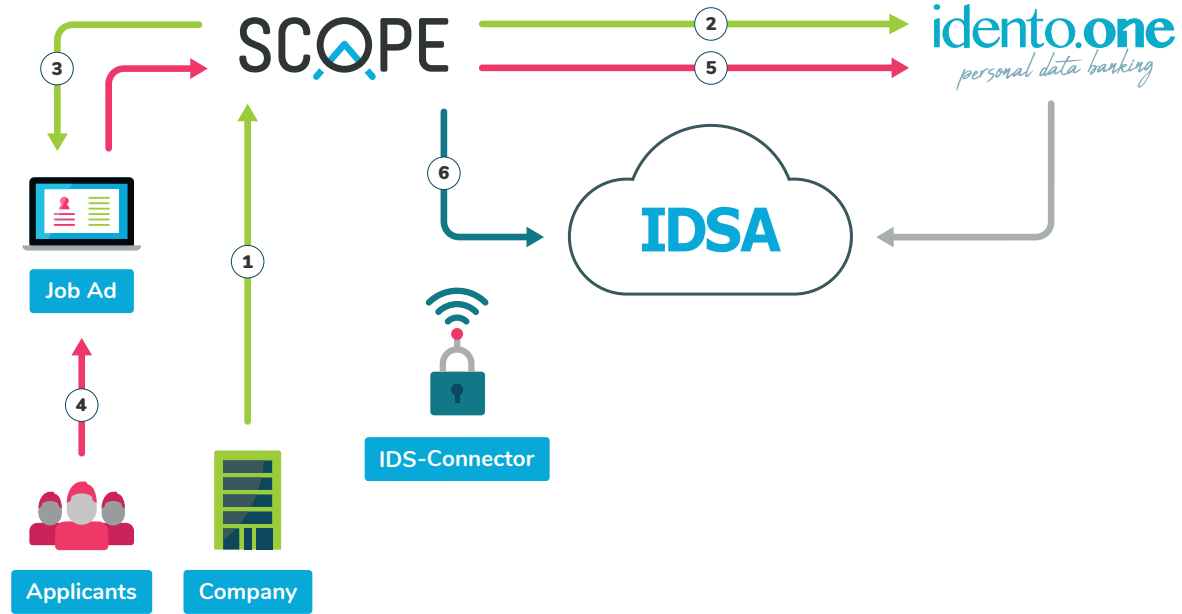 SCOPE
2
idento.one
personal data banking
3
5
6
IDSA
1
Job Ad
4
IDS-Connector
Applicants
Company